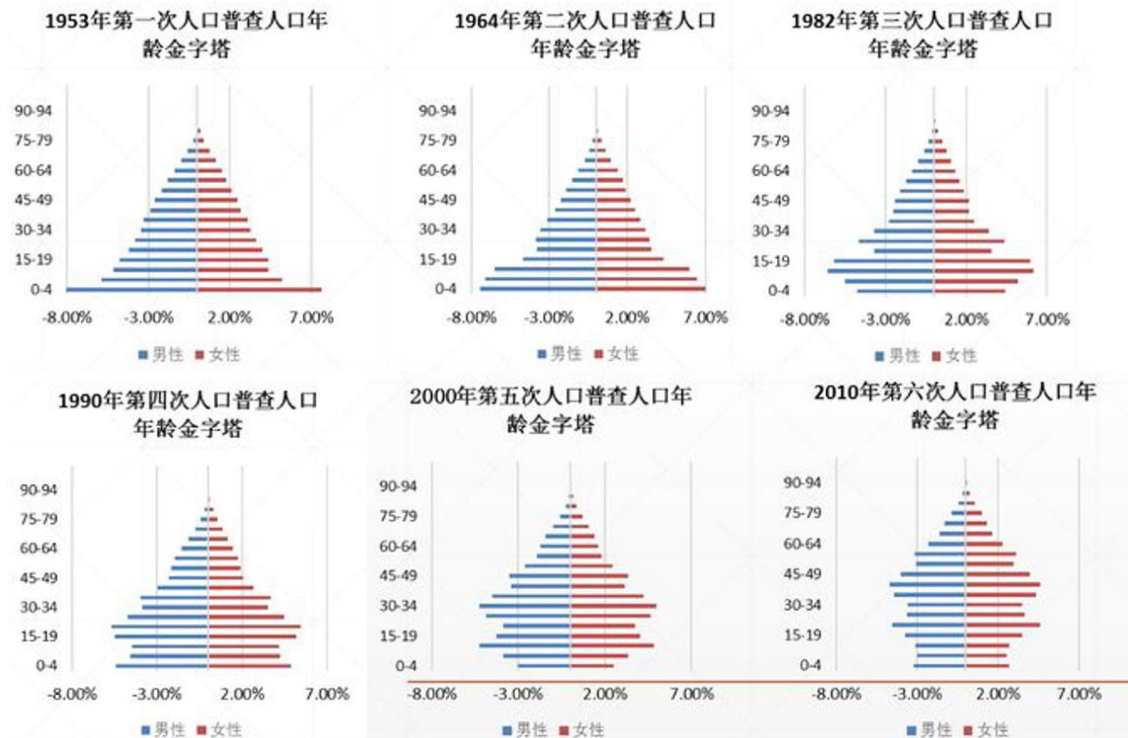 1953年第一次人口普查人口年
龄金字塔
90-94
75-79
60-64
45-49
30-34
15-19
0-4
-8.00% -3.00% 2.00% 7.00%
男性 女性
1964年第二次人口普查人口
年龄金字塔
90-94
75-79
60-64
45-49
30-34
15-19
0-4
-8.00% -3.00% 2.00% 7.00%
男性 女性
1982年第三次人口普查人口
年龄金字塔
90-94
75-79
60-64
45-49
30-34
15-19
0-4
-8.00% -3.00% 2.00% 7.00%
男性 女性
1990年第四次人口普查人口
年龄金字塔
90-94
75-79
60-64
45-49
30-34
15-19
0-4
-8.00% -3.00% 2.00% 7.00%
男性 女性
2000年第五次人口普查人口年
龄金字塔
90-94
75-79
60-64
45-49
30-34
15-19
0-4
-8.00% -3.00% 2.00% 7.00%
男性 女性
2010年第六次人口普查人口年
龄金字塔
90-94
75-79
60-64
45-49
30-34
15-19
0-4
-8.00% -3.00% 2.00% 7.00%
男性 女性